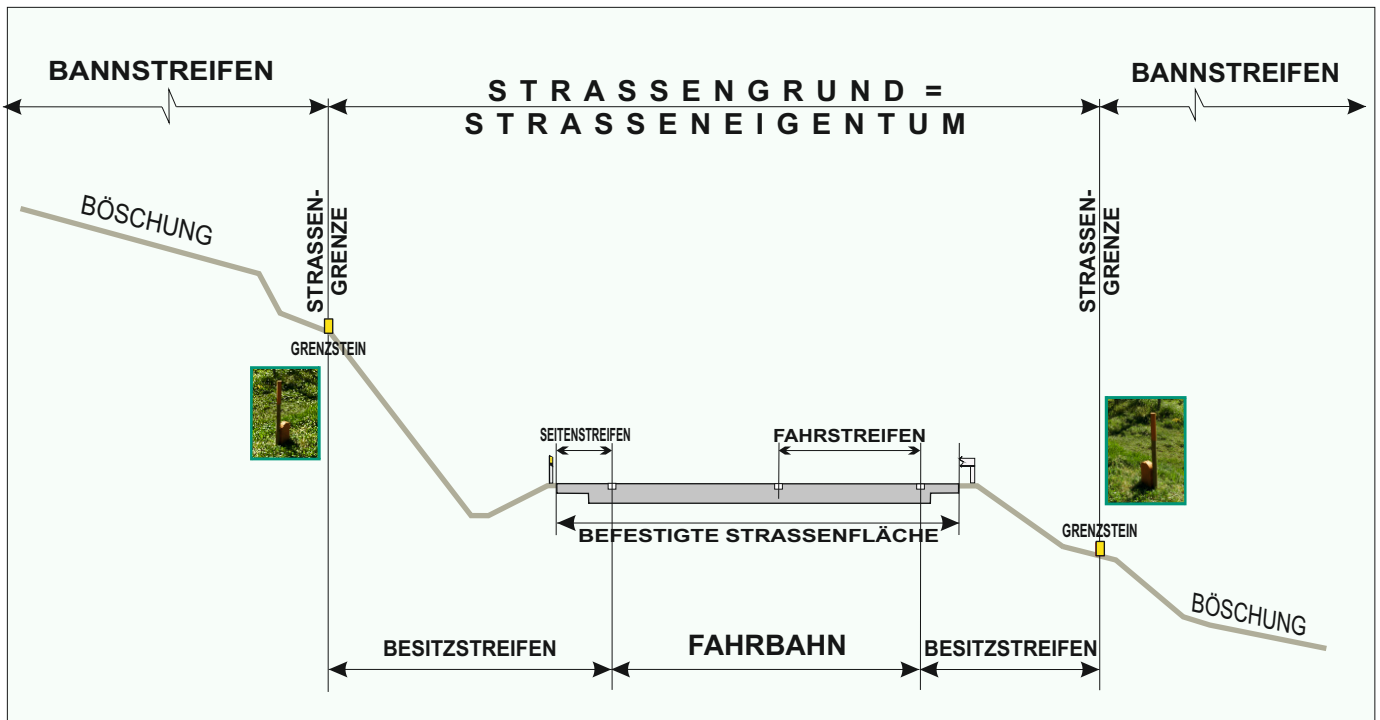 BANNSTREIFEN
STRASSENGRUND =
STRASSENEIGENTUM
BANNSTREIFEN
BÖSCHUNG
STRASSEN-
GRENZE
STRASSEN-
GRENZE
GRENZSTEIN
SEITENSTREIFEN
FAHRSTREIFEN
BEFESTIGTE STRASSENFLÄCHE
GRENZSTEIN
BÖSCHUNG
BESITZSTREIFEN
FAHRBAHN
BESITZSTREIFEN